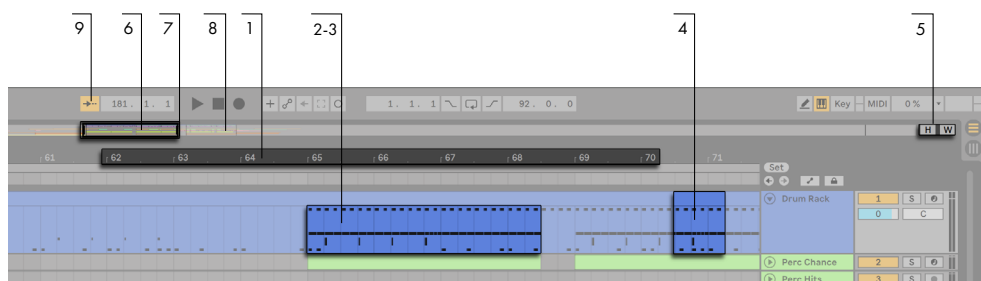 9 6 7 8 1 2-3 4 5
181. 1. 1 1. 1. 1 92. 0. 0 Key MIDI 0 %
H W
61 62 63 64 65 66 67 68 69 70 71
Set
Drum Rack 1 S
0 C
Perc Chance 2 S
Perc Hits 3 S